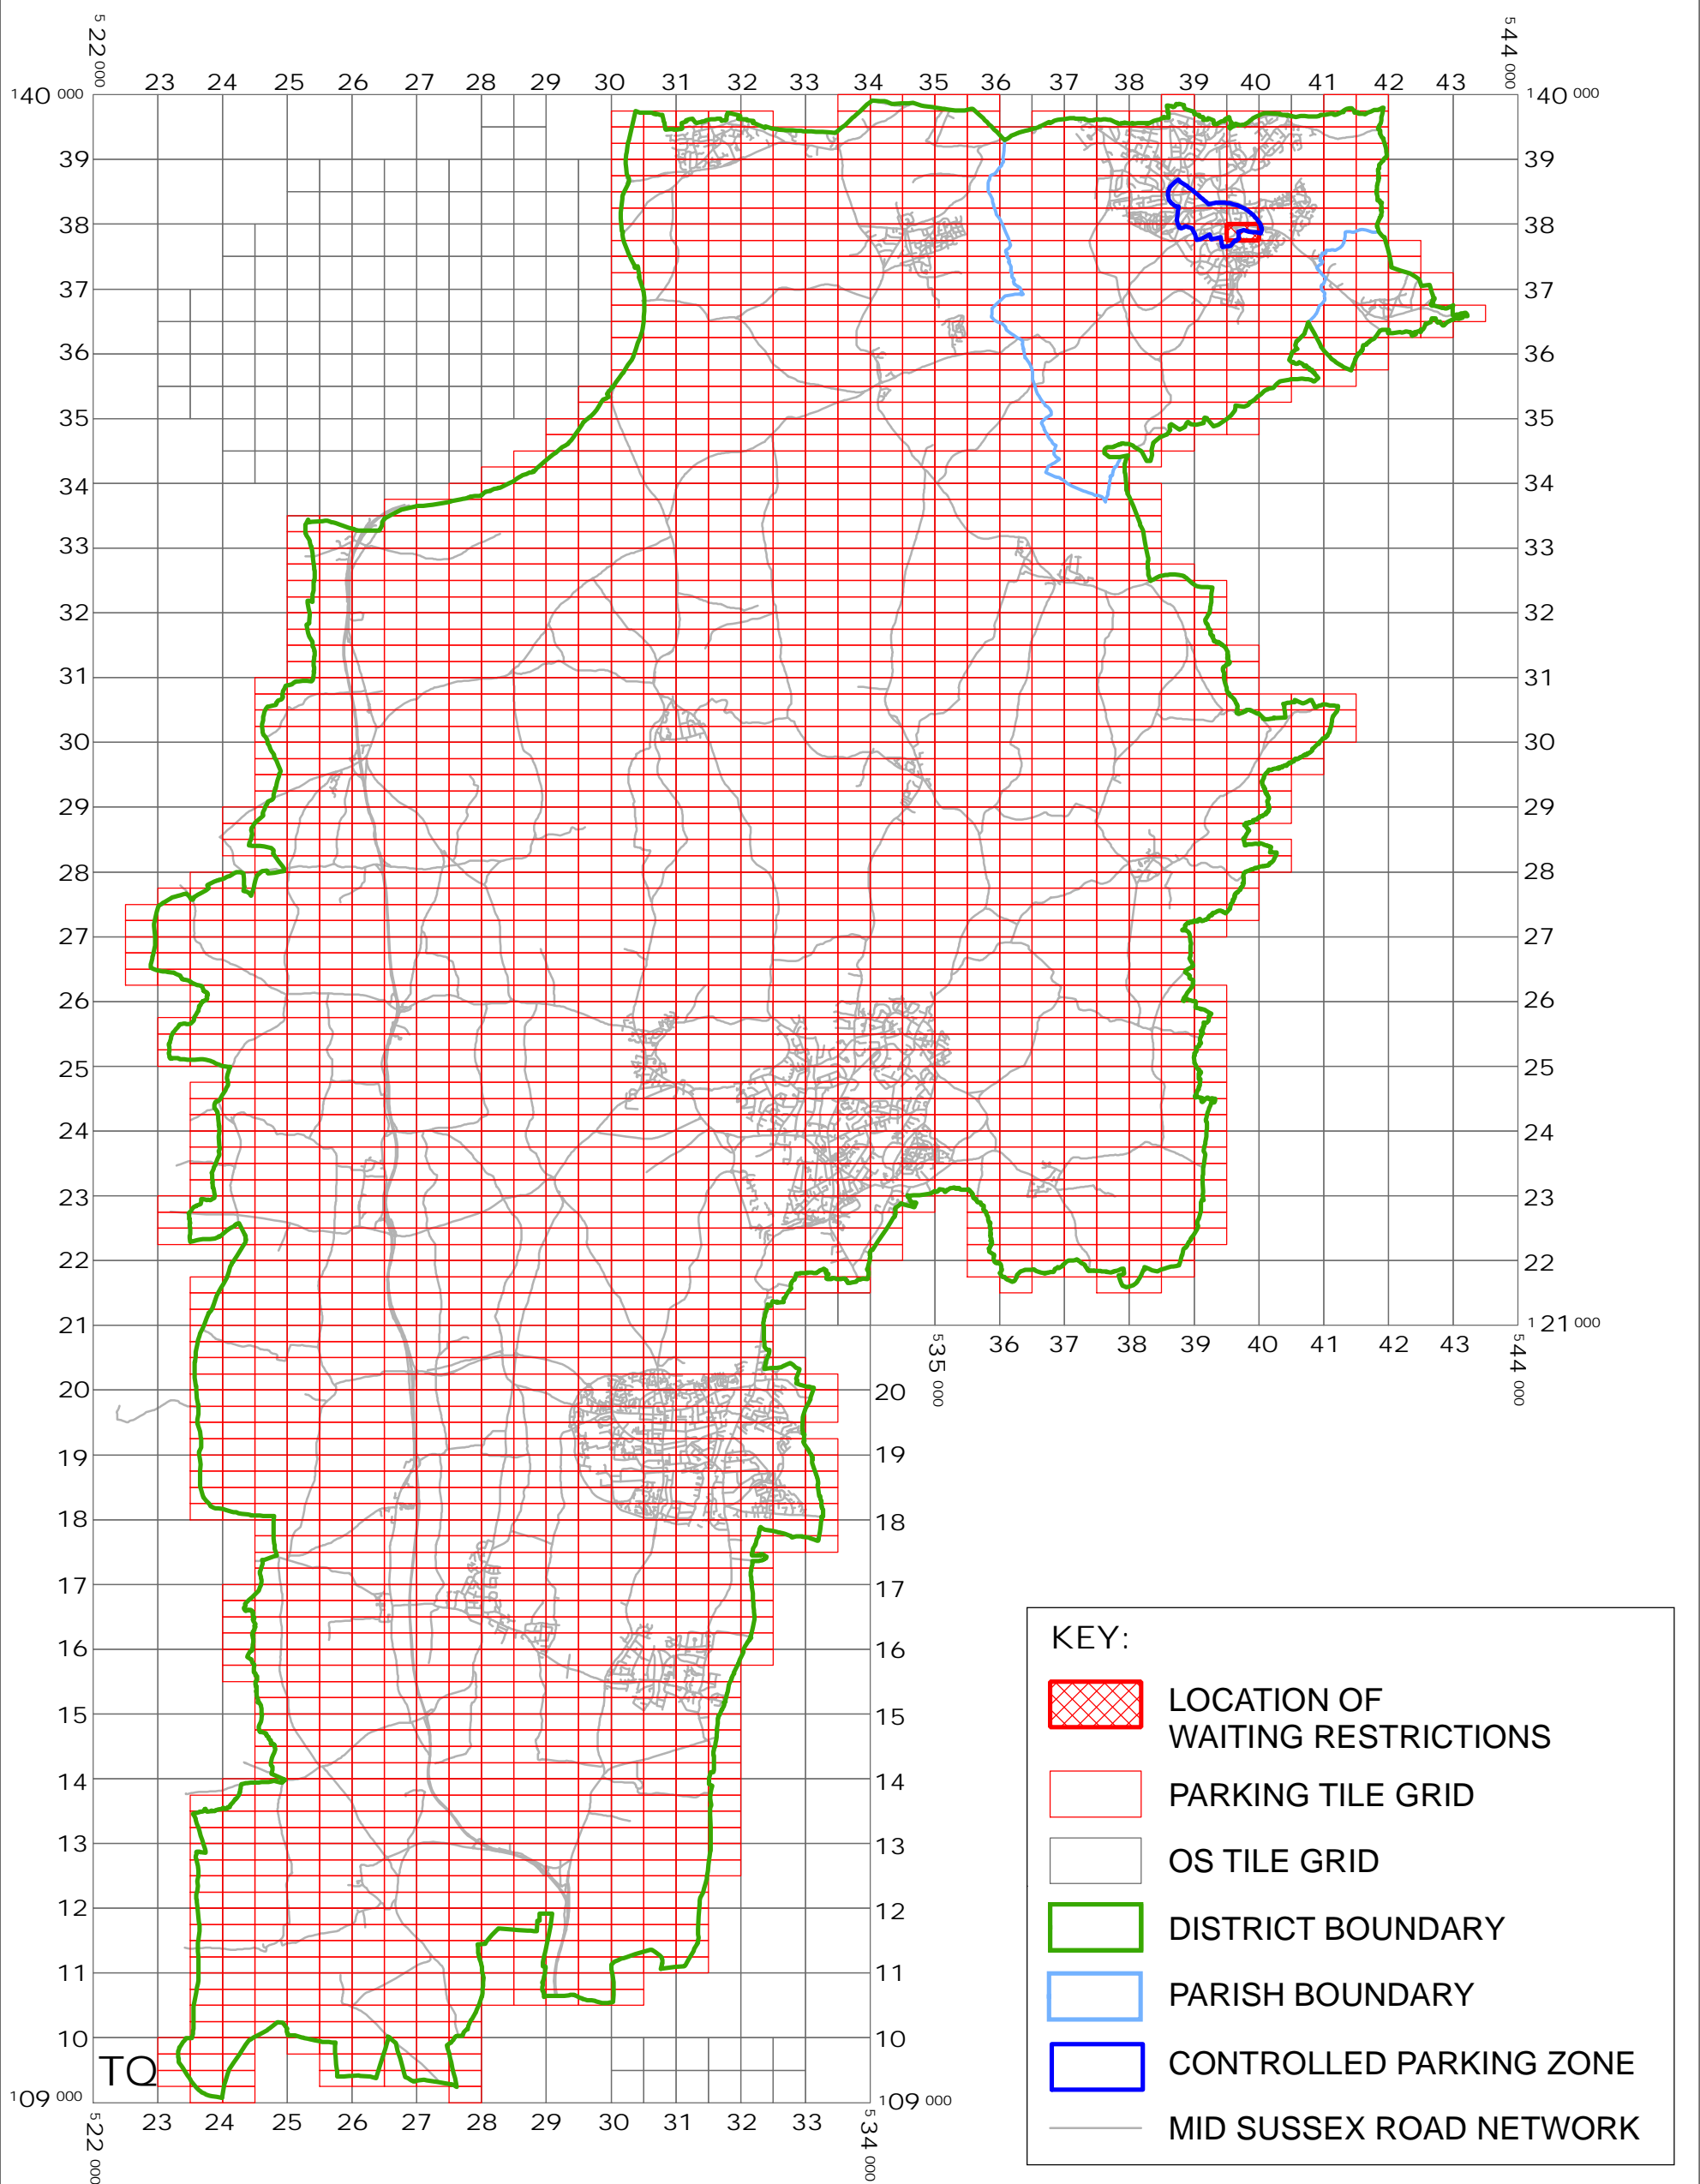 5 22 000
5 44 000
23 24 25 26 27 28 29 30 31 32 33 34 35 36 37 38 39 40 41 42 43
1 40 000
1 40 000
39 39
38 38
37 37
36 36
35 35
34 34
33 33
32 32
31 31
30 30
29 29
28 28
27 27
26 26
25 25
24 24
23 23
22 22
21
1 21 000
5 35 000
36 37 38 39 40 41 42 43
5 44 000
20 20
19 19
18 18
17 17
16 16
15 15
14 14
13 13
12 12
11 11
10 10
TQ
1 09 000
1 09 000
5 22 000
23 24 25 26 27 28 29 30 31 32 33
5 34 000
KEY:
LOCATION OF
WAITING RESTRICTIONS
PARKING TILE GRID
OS TILE GRID
DISTRICT BOUNDARY
PARISH BOUNDARY
CONTROLLED PARKING ZONE
MID SUSSEX ROAD NETWORK